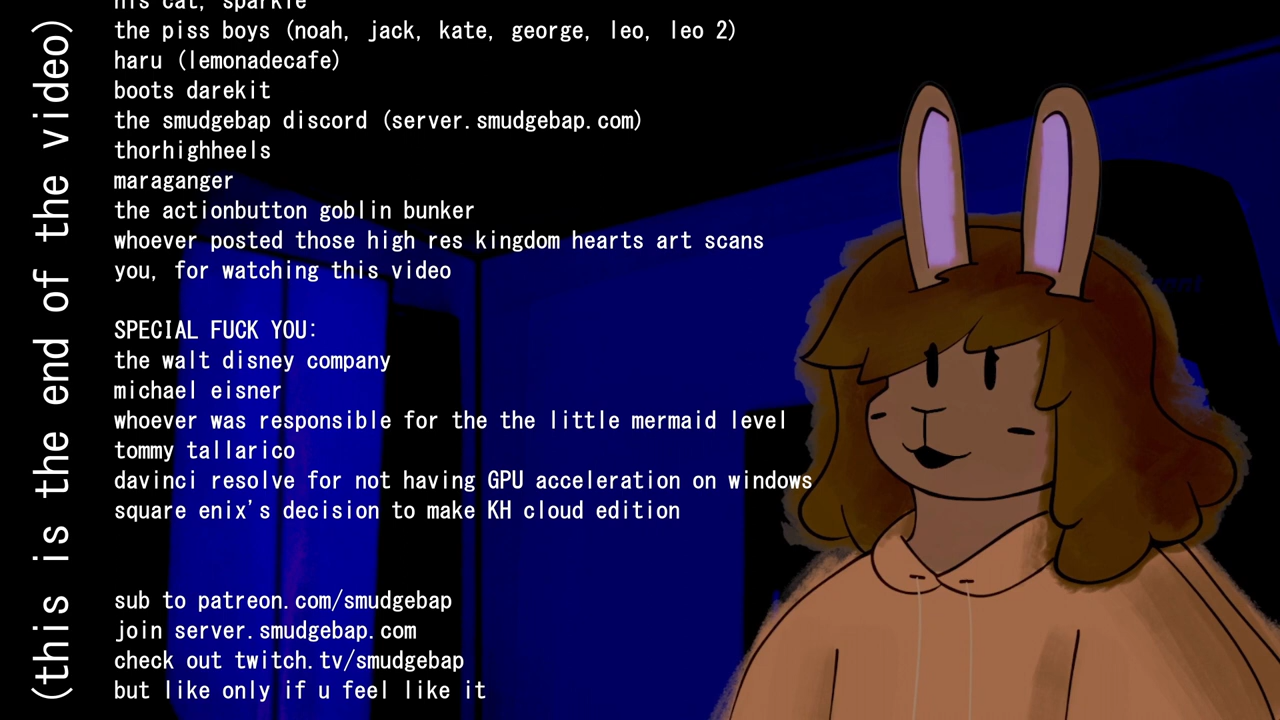 (this is the end of the video)
his cat, sparkle
the piss boys (noah, jack, kate, george, leo, leo 2)
haru (lemonadecafe)
boots darekit
the smudgebap discord (server.smudgebap.com)
thorhighheels
maraganger
the actionbutton goblin bunker
whoever posted those high res kingdom hearts art scans
you, for watching this video
SPECIAL FUCK YOU:
the walt disney company
michael eisner
whoever was responsible for the the little mermaid level
tommy tallarico
davinci resolve for not having GPU acceleration on windows
square enix's decision to make KH cloud edition
sub to patreon.com/smudgebap
join server.smudgebap.com
check out twitch.tv/smudgebap
but like only if u feel like it